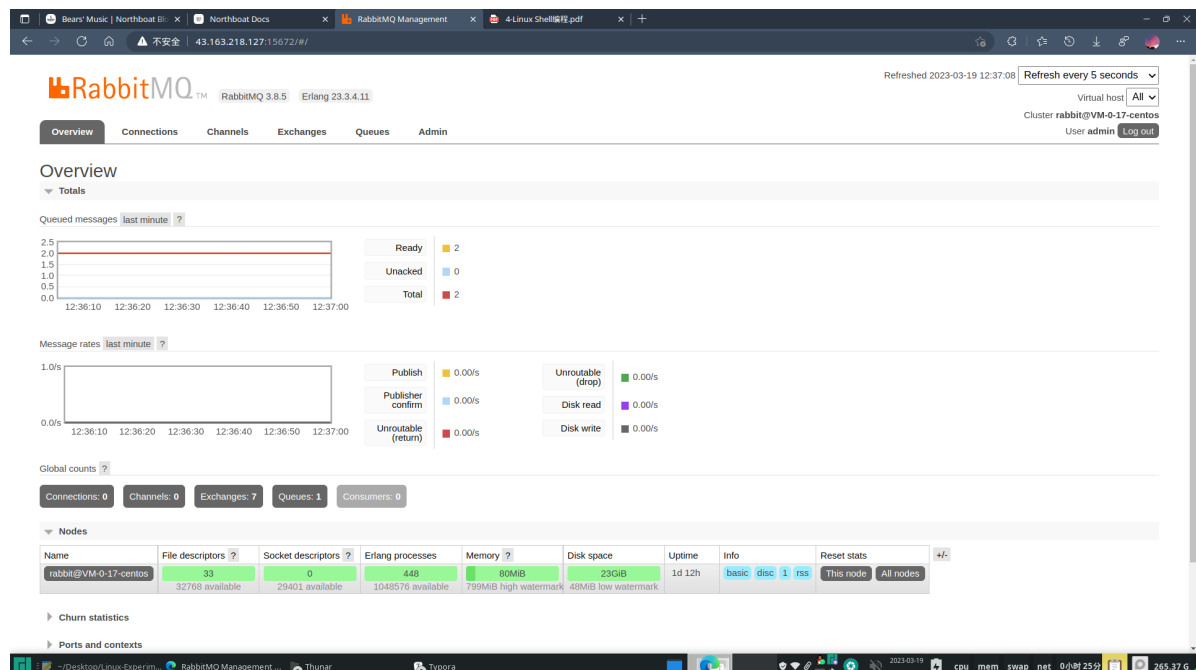 Bears' Music | Northboat Blo
Northboat Docs
RabbitMQ Management
4-Linux Shell编程.pdf
不安全 43.163.218.127:15672/#/
RabbitMQ TM RabbitMQ 3.8.5 Erlang 23.3.4.11
Refreshed 2023-03-19 12:37:08 Refresh every 5 seconds
Virtual host All
Cluster rabbit@VM-0-17-centos
User admin Log out
Overview Connections Channels Exchanges Queues Admin
Overview
Totals
Queued messages last minute ?
2.5
2.0
1.5
1.0
0.5
0.0
12:36:10 12:36:20 12:36:30 12:36:40 12:36:50 12:37:00
Ready 2
Unacked 0
Total 2
Message rates last minute ?
1.0/s
0.0/s
12:36:10 12:36:20 12:36:30 12:36:40 12:36:50 12:37:00
Publish 0.00/s
Publisher confirm 0.00/s
Unroutable (return) 0.00/s
Unroutable (drop) 0.00/s
Disk read 0.00/s
Disk write 0.00/s
Global counts ?
Connections: 0 Channels: 0 Exchanges: 7 Queues: 1 Consumers: 0
Nodes
Name File descriptors ? Socket descriptors ? Erlang processes Memory ? Disk space Uptime Info Reset stats +/-
rabbit@VM-0-17-centos 33 0 448 80MiB 23GiB 1d 12h basic disc 1 rss This node All nodes
32768 available 29401 available 1048576 available 799MiB high watermark 48MiB low watermark
Churn statistics
Ports and contexts
~/Desktop/Linux-Experim... RabbitMQ Management ... Thunar Typora 2023-03-19 cpu mem swap net 0小时25分 265.37 G